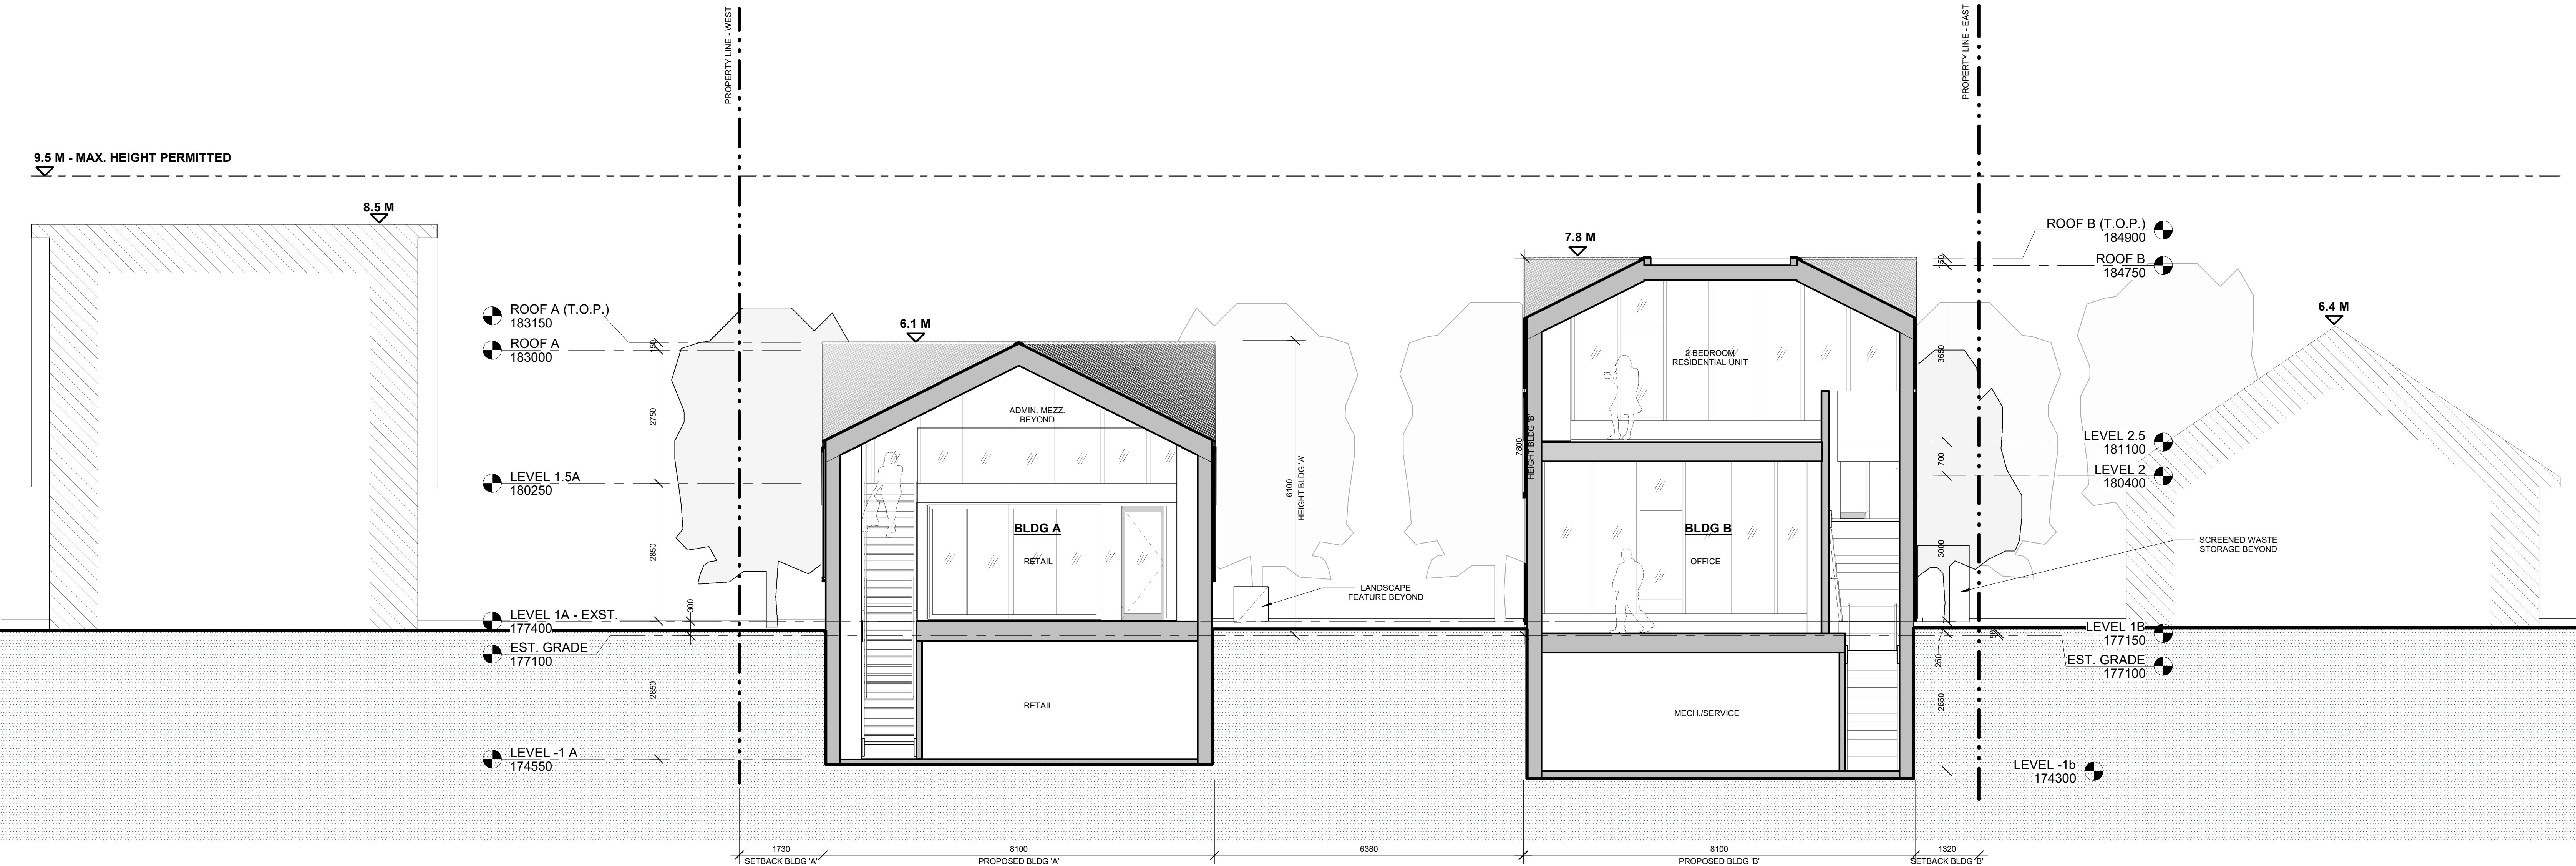 PROPERTY LINE - WEST
PROPERTY LINE - EAST
9.5 M - MAX. HEIGHT PERMITTED
8.5 M
ROOF A (T.O.P.)
183150
ROOF A
183000
LEVEL 1.5A
180250
LEVEL 1A - EXST.
177400
EST. GRADE
177100
LEVEL -1 A
174550
150
2750
2850
300
2850
6.1 M
ADMIN. MEZZ.
BEYOND
BLDG A
RETAIL
RETAIL
6100
HEIGHT BLDG 'A'
LANDSCAPE
FEATURE BEYOND
7.8 M
7800
HEIGHT BLDG 'B'
2 BEDROOM
RESIDENTIAL UNIT
BLDG B
OFFICE
MECH./SERVICE
150
3650
700
3000
50
250
2850
ROOF B (T.O.P.)
184900
ROOF B
184750
LEVEL 2.5
181100
LEVEL 2
180400
LEVEL 1B
177150
EST. GRADE
177100
LEVEL -1b
174300
6.4 M
SCREENED WASTE
STORAGE BEYOND
1730
SETBACK BLDG 'A'
8100
PROPOSED BLDG 'A'
6380
8100
PROPOSED BLDG 'B'
1320
SETBACK BLDG 'B'